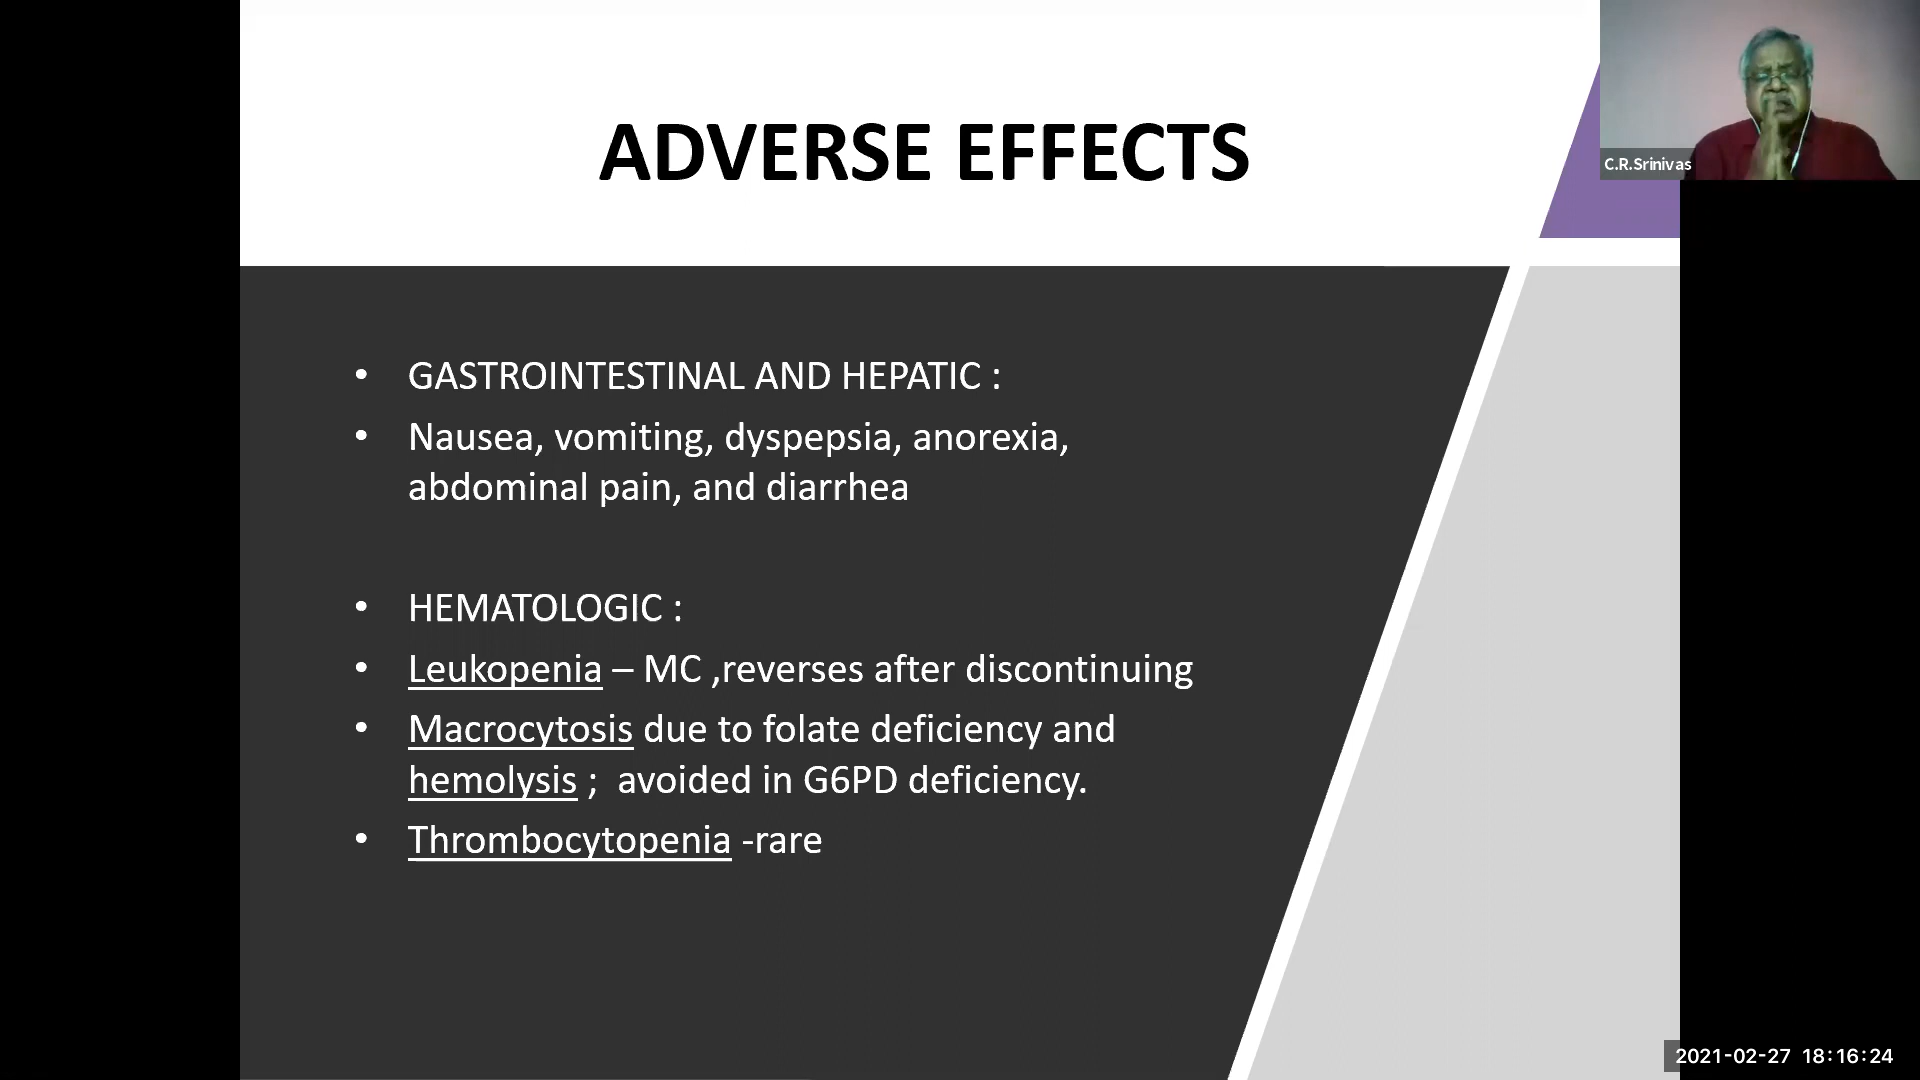 ADVERSE EFFECTS
C.R.Srinivas
• GASTROINTESTINAL AND HEPATIC :
• Nausea, vomiting, dyspepsia, anorexia,
abdominal pain, and diarrhea
• HEMATOLOGIC :
• Leukopenia – MC ,reverses after discontinuing
• Macrocytosis due to folate deficiency and
hemolysis ;  avoided in G6PD deficiency.
• Thrombocytopenia -rare
2021-02-27 18:16:24